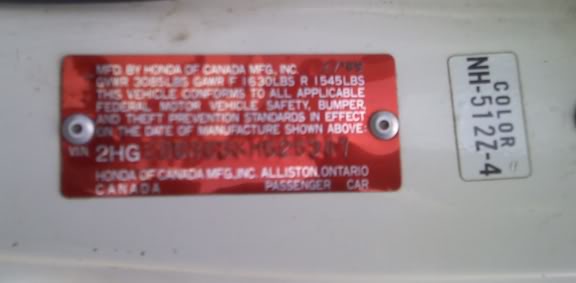 MFD. BY HONDA OF CANADA MFG., INC.
GVWR 3085LBS GAWR F 1630LBS R 1545LBS
THIS VEHICLE CONFORMS TO ALL APPLICABLE
FEDERAL MOTOR VEHICLE SAFETY, BUMPER,
AND THEFT PREVENTION STANDARDS IN EFFECT
ON THE DATE OF MANUFACTURE SHOWN ABOVE.
VIN 2HG
HONDA OF CANADA MFG., INC. ALLISTON, ONTARIO
CANADA PASSENGER CAR
COLOR
NH-512Z-4